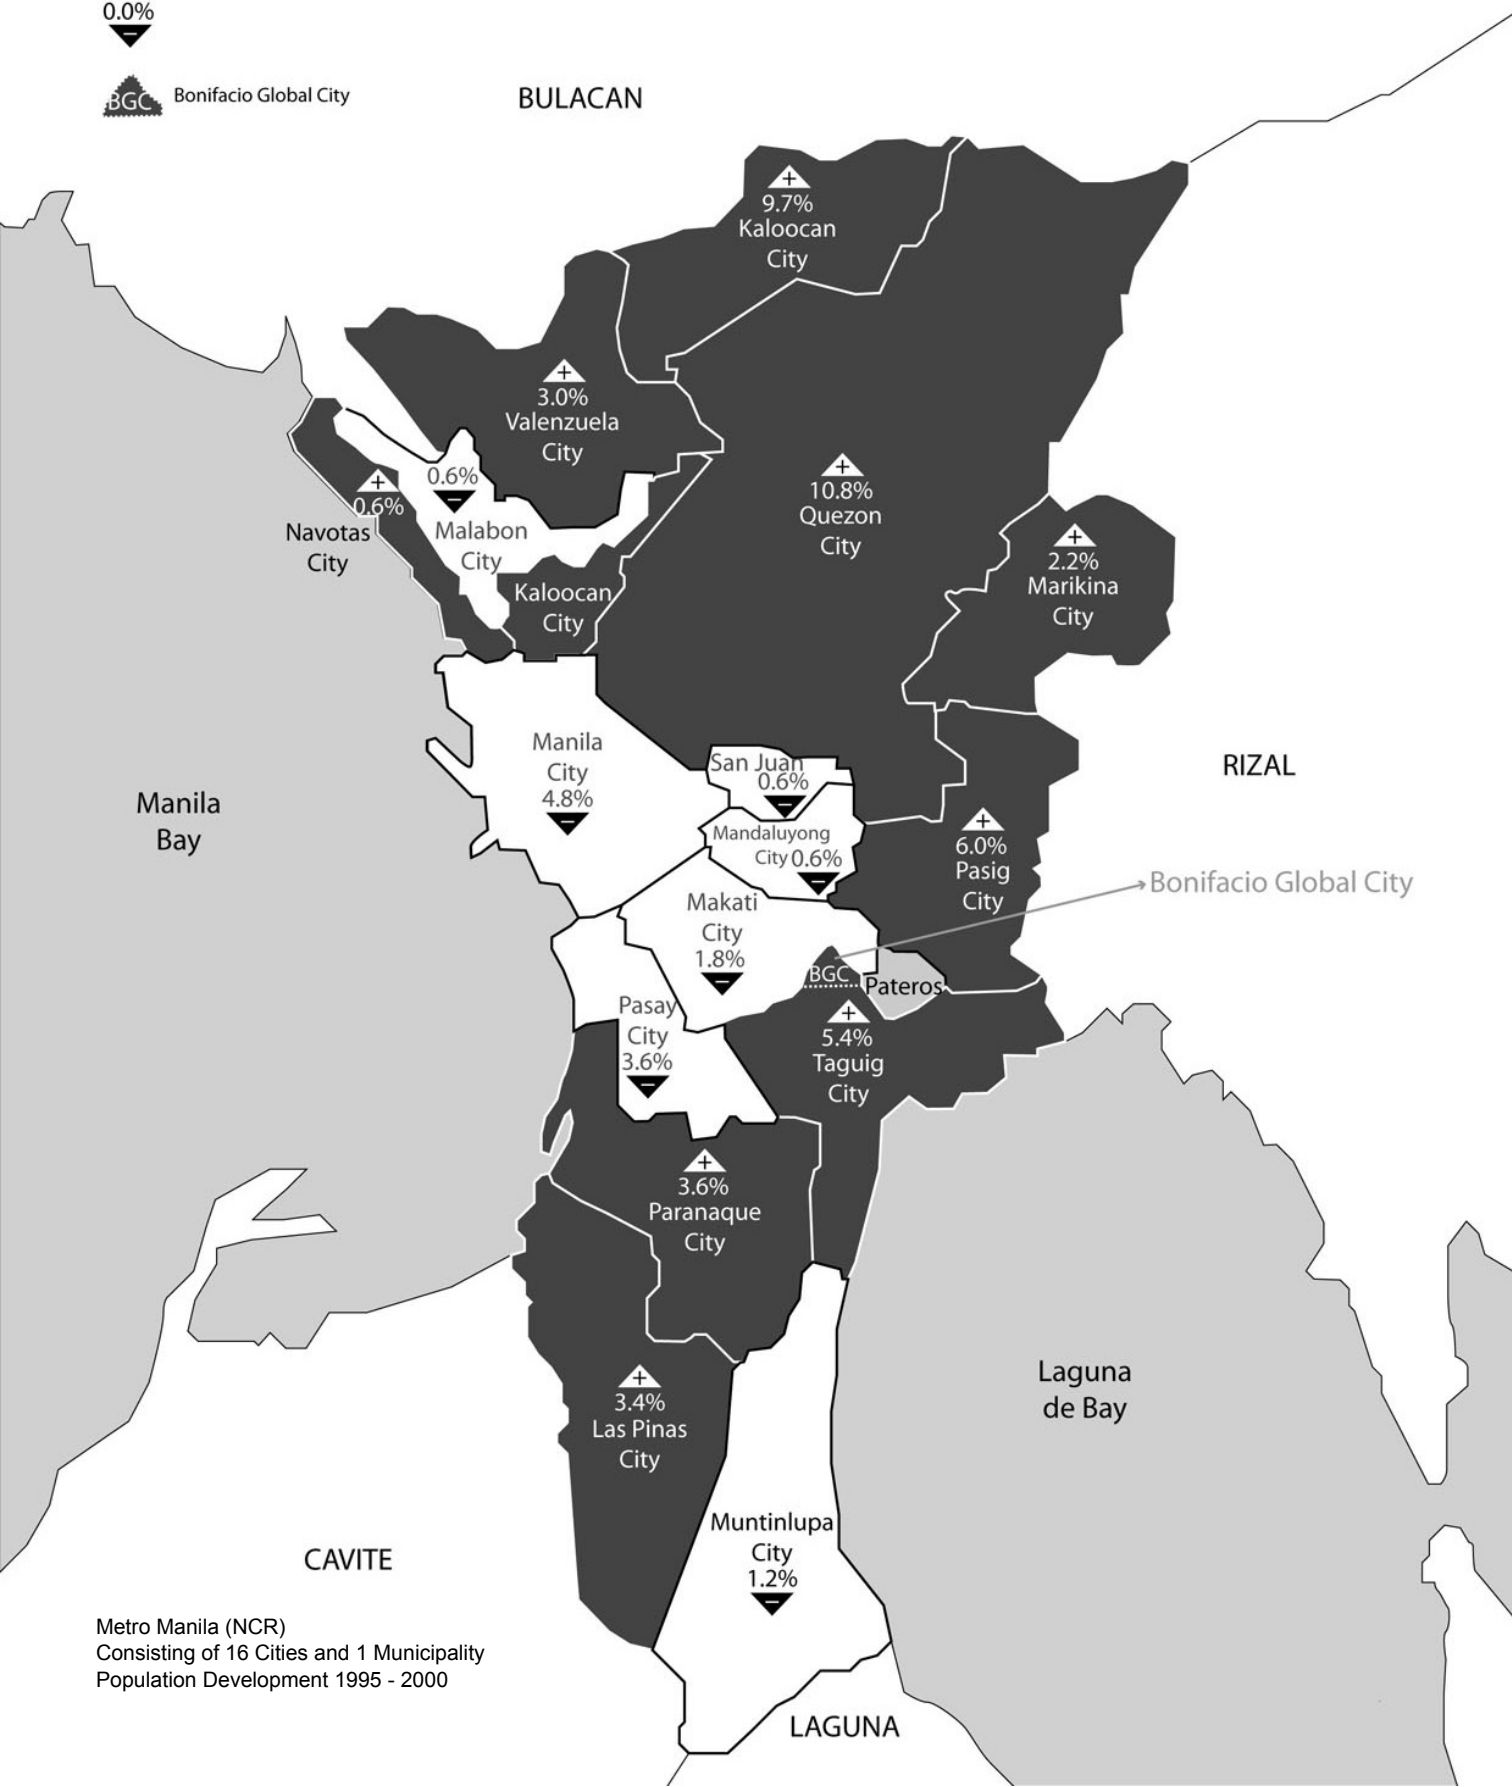 0.0%
–
BGC
Bonifacio Global City
BULACAN
+
9.7%
Kaloocan
City
+
3.0%
Valenzuela
City
+
0.6%
Navotas
City
0.6%
–
Malabon
City
Kaloocan
City
+
10.8%
Quezon
City
+
2.2%
Marikina
City
Manila
City
4.8%
–
San Juan
0.6%
–
Mandaluyong
City 0.6%
–
RIZAL
Manila
Bay
+
6.0%
Pasig
City
Bonifacio Global City
Makati
City
1.8%
–
BGC
Pateros
Pasay
City
3.6%
–
+
5.4%
Taguig
City
+
3.6%
Paranaque
City
+
3.4%
Las Pinas
City
Laguna
de Bay
Muntinlupa
City
1.2%
–
CAVITE
Metro Manila (NCR)
Consisting of 16 Cities and 1 Municipality
Population Development 1995 - 2000
LAGUNA